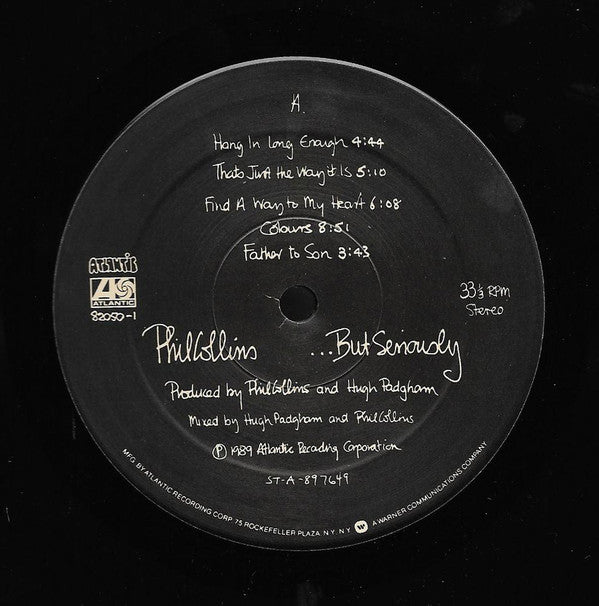 A.
Hang In Long Enough 4:44
Thats Just the Way it Is 5:10
Find A Way to My Heart 6:08
Colours 8:51
Father to Son 3:43
ATLANTIC
ATLANTIC
82050-1
33⅓ RPM
Stereo
Phil Collins ...But Seriously
Produced by Phil Collins and Hugh Padgham
Mixed by Hugh Padgham and Phil Collins
Ⓟ 1989 Atlantic Recording Corporation
ST-A-897649
MFG. BY ATLANTIC RECORDING CORP. 75 ROCKEFELLER PLAZA. N.Y. N.Y. W A WARNER COMMUNICATIONS COMPANY